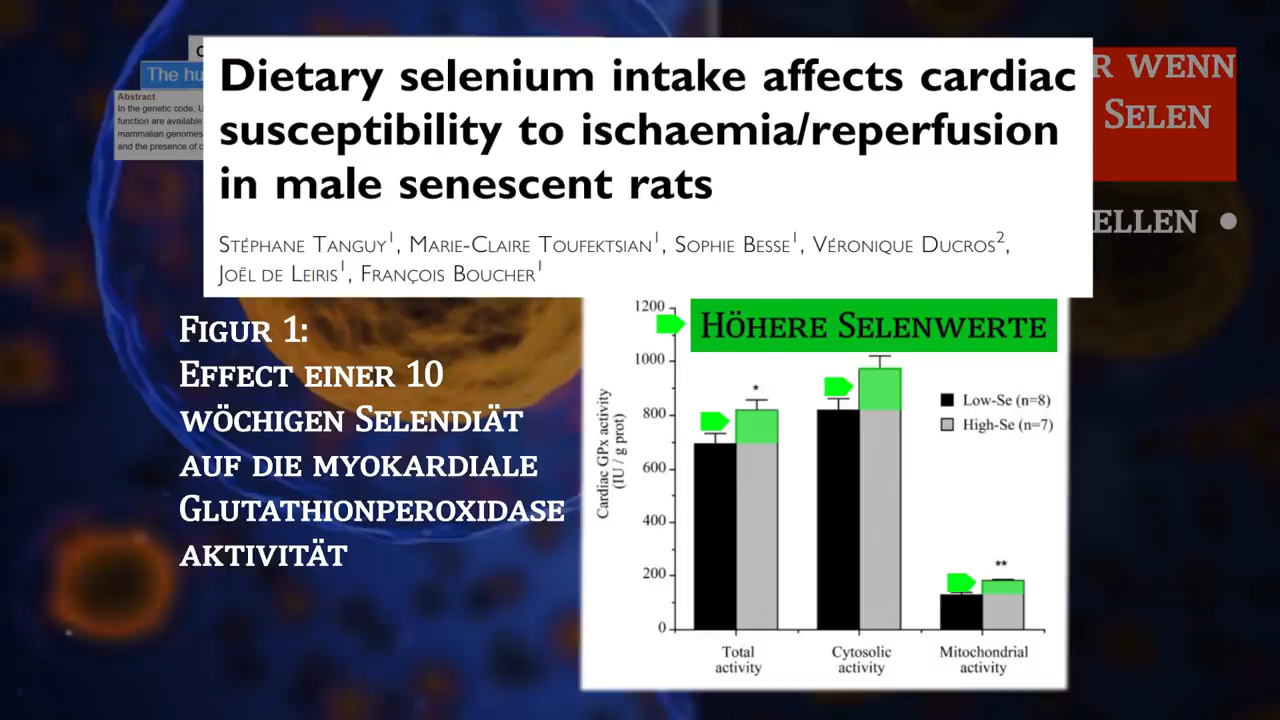 The hu
Abstract
In the genetic code, U
function are available
mammalian genomes
and the presence of c
Dietary selenium intake affects cardiac
susceptibility to ischaemia/reperfusion
in male senescent rats
Stéphane Tanguy1, Marie-Claire Toufektsian1, Sophie Besse1, Véronique Ducros2,
Joël de Leiris1, François Boucher1
R WENN
SELEN
ELLEN •
Figur 1:
Effect einer 10
wöchigen Selendiät
auf die myokardiale
Glutathionperoxidase
aktivität
Höhere Selenwerte
Cardiac GPx activity
(IU / g prot)
1200
1000
800
600
400
200
0
*
**
Low-Se (n=8)
High-Se (n=7)
Total
activity
Cytosolic
activity
Mitochondrial
activity